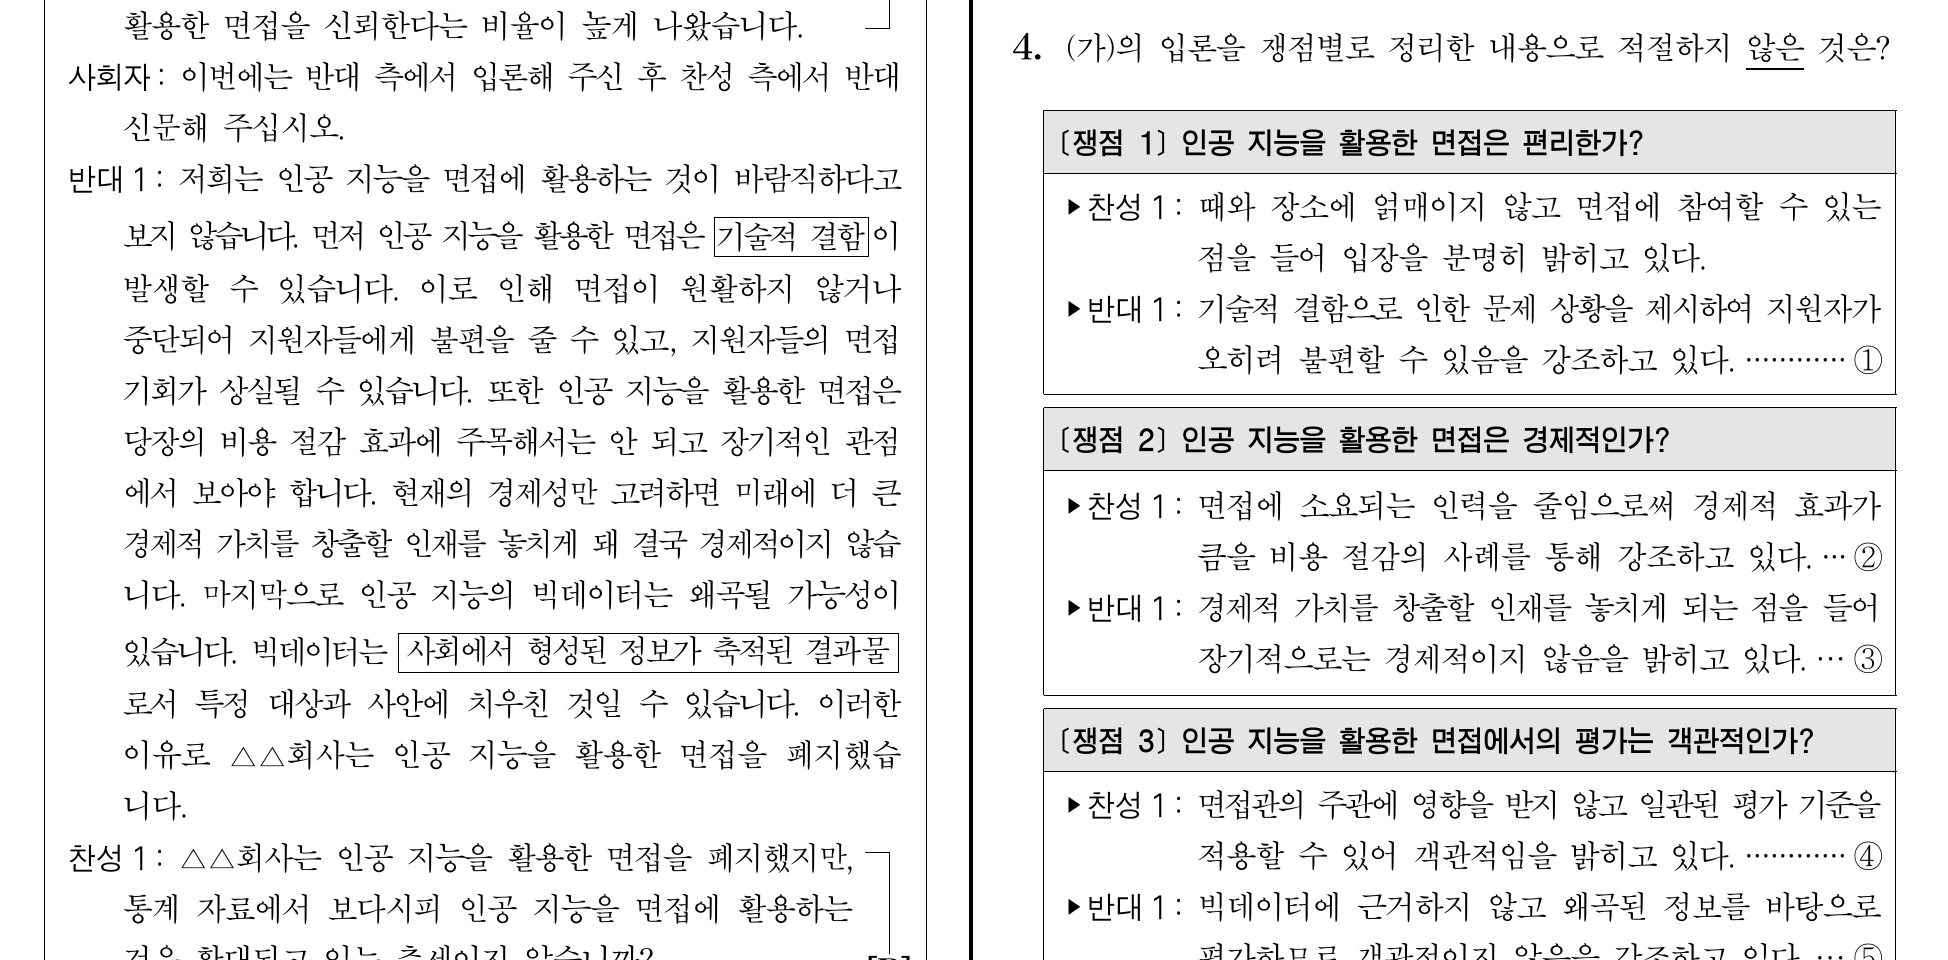 활용한 면접을 신뢰한다는 비율이 높게 나왔습니다.
사회자 : 이번에는 반대 측에서 입론해 주신 후 찬성 측에서 반대
신문해 주십시오.
반대 1 : 저희는 인공 지능을 면접에 활용하는 것이 바람직하다고
보지 않습니다. 먼저 인공 지능을 활용한 면접은 기술적 결함이
발생할 수 있습니다. 이로 인해 면접이 원활하지 않거나
중단되어 지원자들에게 불편을 줄 수 있고, 지원자들의 면접
기회가 상실될 수 있습니다. 또한 인공 지능을 활용한 면접은
당장의 비용 절감 효과에 주목해서는 안 되고 장기적인 관점
에서 보아야 합니다. 현재의 경제성만 고려하면 미래에 더 큰
경제적 가치를 창출할 인재를 놓치게 돼 결국 경제적이지 않습
니다. 마지막으로 인공 지능의 빅데이터는 왜곡될 가능성이
있습니다. 빅데이터는 사회에서 형성된 정보가 축적된 결과물
로서 특정 대상과 사안에 치우친 것일 수 있습니다. 이러한
이유로 △△회사는 인공 지능을 활용한 면접을 폐지했습
니다.
찬성 1 : △△회사는 인공 지능을 활용한 면접을 폐지했지만,
통계 자료에서 보다시피 인공 지능을 면접에 활용하는
것은 확대되고 있는 추세이지 않습니까?
4. (가)의 입론을 쟁점별로 정리한 내용으로 적절하지 않은 것은?
〔쟁점 1〕 인공 지능을 활용한 면접은 편리한가?
▶찬성 1 : 때와 장소에 얽매이지 않고 면접에 참여할 수 있는
점을 들어 입장을 분명히 밝히고 있다.
▶반대 1 : 기술적 결함으로 인한 문제 상황을 제시하여 지원자가
오히려 불편할 수 있음을 강조하고 있다. ············ ①
〔쟁점 2〕 인공 지능을 활용한 면접은 경제적인가?
▶찬성 1 : 면접에 소요되는 인력을 줄임으로써 경제적 효과가
큼을 비용 절감의 사례를 통해 강조하고 있다. ··· ②
▶반대 1 : 경제적 가치를 창출할 인재를 놓치게 되는 점을 들어
장기적으로는 경제적이지 않음을 밝히고 있다. ··· ③
〔쟁점 3〕 인공 지능을 활용한 면접에서의 평가는 객관적인가?
▶찬성 1 : 면접관의 주관에 영향을 받지 않고 일관된 평가 기준을
적용할 수 있어 객관적임을 밝히고 있다. ············ ④
▶반대 1 : 빅데이터에 근거하지 않고 왜곡된 정보를 바탕으로
평가하므로 객관적이지 않음을 강조하고 있다. ··· ⑤